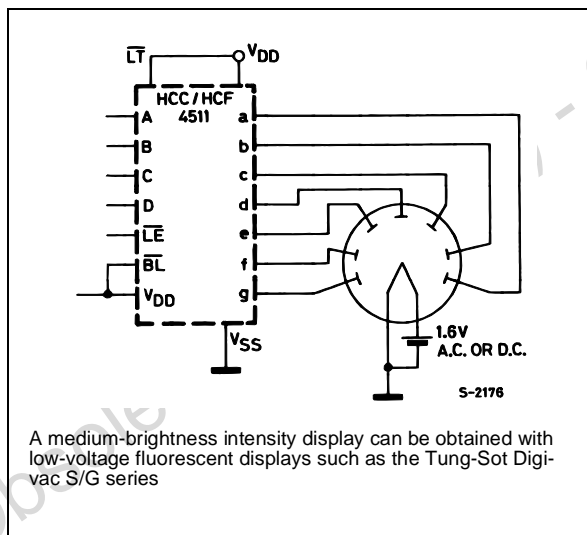 LT VDD
HCC / HCF
4511
A a
B b
C c
D d
LE e
BL f
VDD g
VSS
1.6V
A.C. OR D.C.
S-2176
A medium-brightness intensity display can be obtained with
low-voltage fluorescent displays such as the Tung-Sot Digi-
vac S/G series